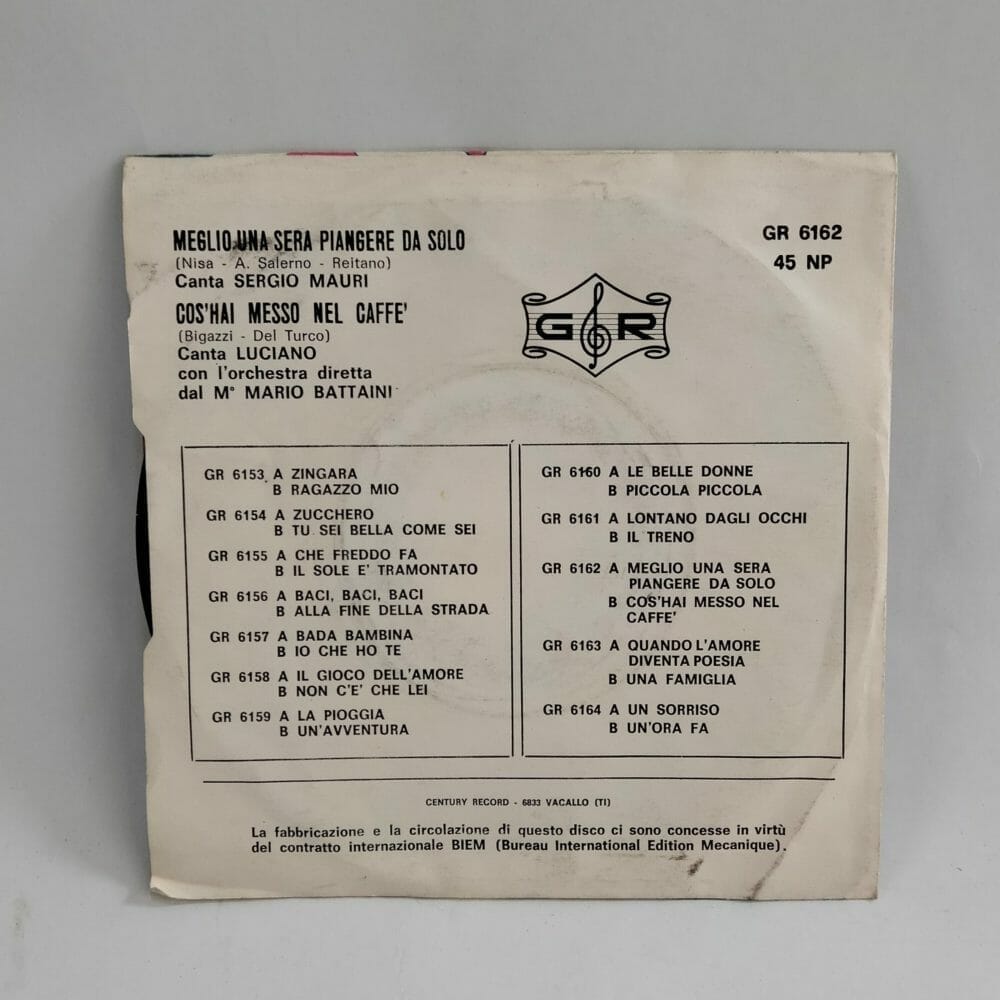 MEGLIO UNA SERA PIANGERE DA SOLO
(Nisa - A. Salerno - Reitano)
Canta SERGIO MAURI
COS'HAI MESSO NEL CAFFE'
(Bigazzi - Del Turco)
Canta LUCIANO
con l'orchestra diretta
dal M° MARIO BATTAINI
GR 6162
45 NP
G R
GR 6153 A ZINGARA
B RAGAZZO MIO
GR 6154 A ZUCCHERO
B TU SEI BELLA COME SEI
GR 6155 A CHE FREDDO FA
B IL SOLE E' TRAMONTATO
GR 6156 A BACI, BACI, BACI
B ALLA FINE DELLA STRADA
GR 6157 A BADA BAMBINA
B IO CHE HO TE
GR 6158 A IL GIOCO DELL'AMORE
B NON C'E' CHE LEI
GR 6159 A LA PIOGGIA
B UN'AVVENTURA
GR 6160 A LE BELLE DONNE
B PICCOLA PICCOLA
GR 6161 A LONTANO DAGLI OCCHI
B IL TRENO
GR 6162 A MEGLIO UNA SERA
PIANGERE DA SOLO
B COS'HAI MESSO NEL
CAFFE'
GR 6163 A QUANDO L'AMORE
DIVENTA POESIA
B UNA FAMIGLIA
GR 6164 A UN SORRISO
B UN'ORA FA
CENTURY RECORD - 6833 VACALLO (TI)
La fabbricazione e la circolazione di questo disco ci sono concesse in virtù
del contratto internazionale BIEM (Bureau International Edition Mecanique).